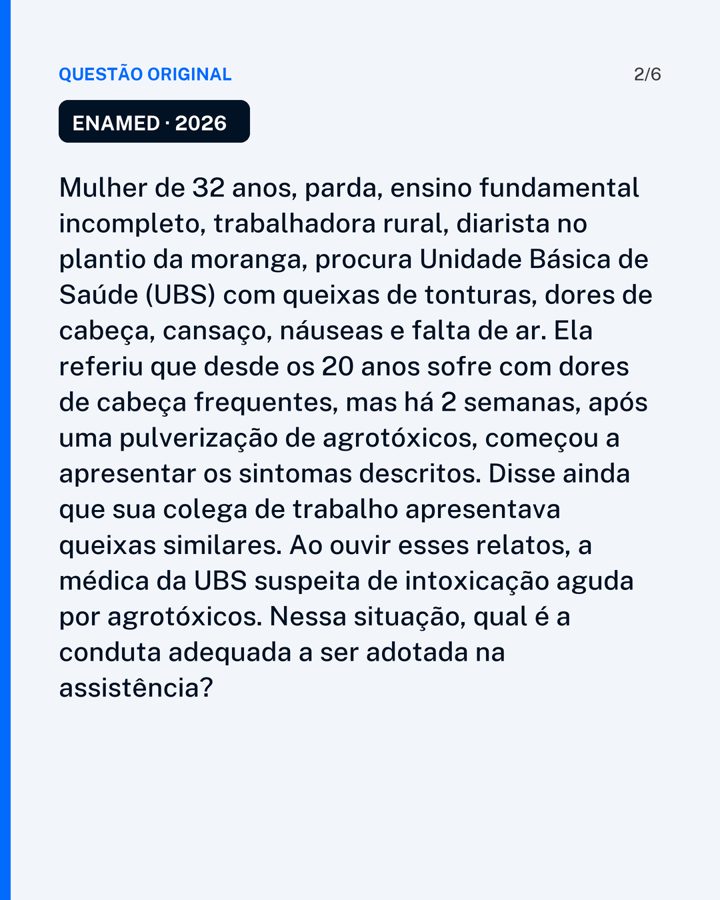 QUESTÃO ORIGINAL
2/6
ENAMED · 2026
Mulher de 32 anos, parda, ensino fundamental
incompleto, trabalhadora rural, diarista no
plantio da moranga, procura Unidade Básica de
Saúde (UBS) com queixas de tonturas, dores de
cabeça, cansaço, náuseas e falta de ar. Ela
referiu que desde os 20 anos sofre com dores
de cabeça frequentes, mas há 2 semanas, após
uma pulverização de agrotóxicos, começou a
apresentar os sintomas descritos. Disse ainda
que sua colega de trabalho apresentava
queixas similares. Ao ouvir esses relatos, a
médica da UBS suspeita de intoxicação aguda
por agrotóxicos. Nessa situação, qual é a
conduta adequada a ser adotada na
assistência?